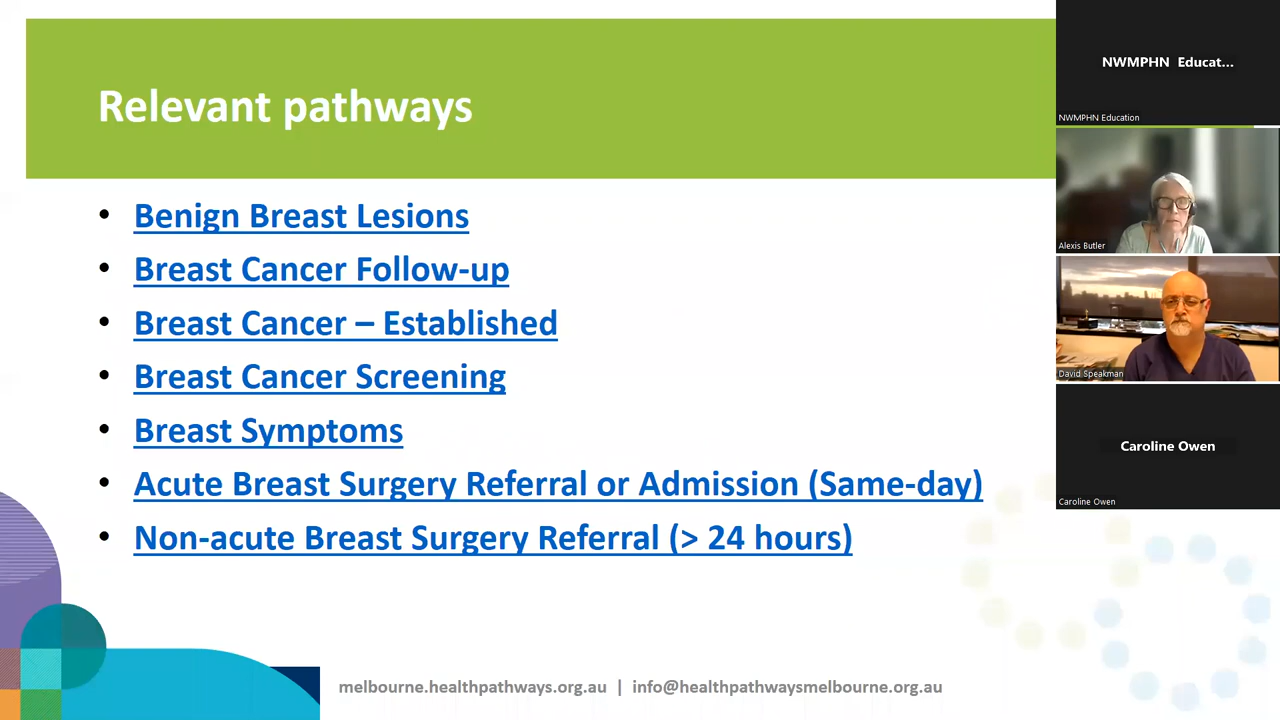 Relevant pathways
• Benign Breast Lesions
• Breast Cancer Follow-up
• Breast Cancer – Established
• Breast Cancer Screening
• Breast Symptoms
• Acute Breast Surgery Referral or Admission (Same-day)
• Non-acute Breast Surgery Referral (> 24 hours)
melbourne.healthpathways.org.au | info@healthpathwaysmelbourne.org.au
NWMPHN Educat...
NWMPHN Education
Alexis Butler
David Speakman
Caroline Owen
Caroline Owen